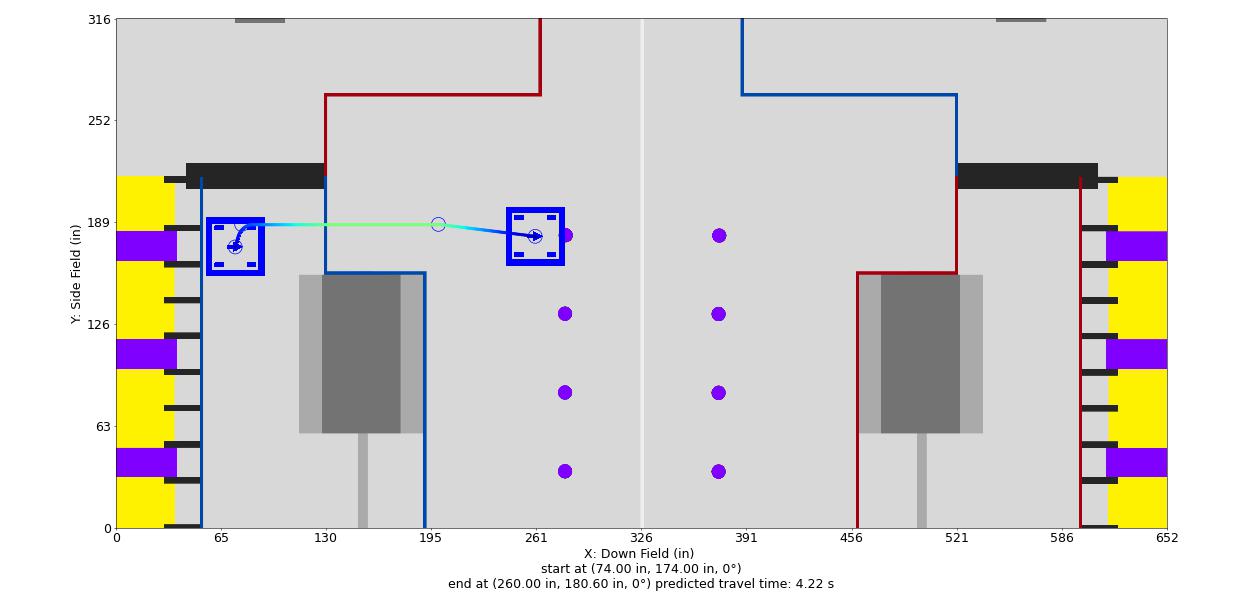 316
252
189
126
63
0
Y: Side Field (in)
0 65 130 195 261 326 391 456 521 586 652
X: Down Field (in)
start at (74.00 in, 174.00 in, 0°)
end at (260.00 in, 180.60 in, 0°) predicted travel time: 4.22 s